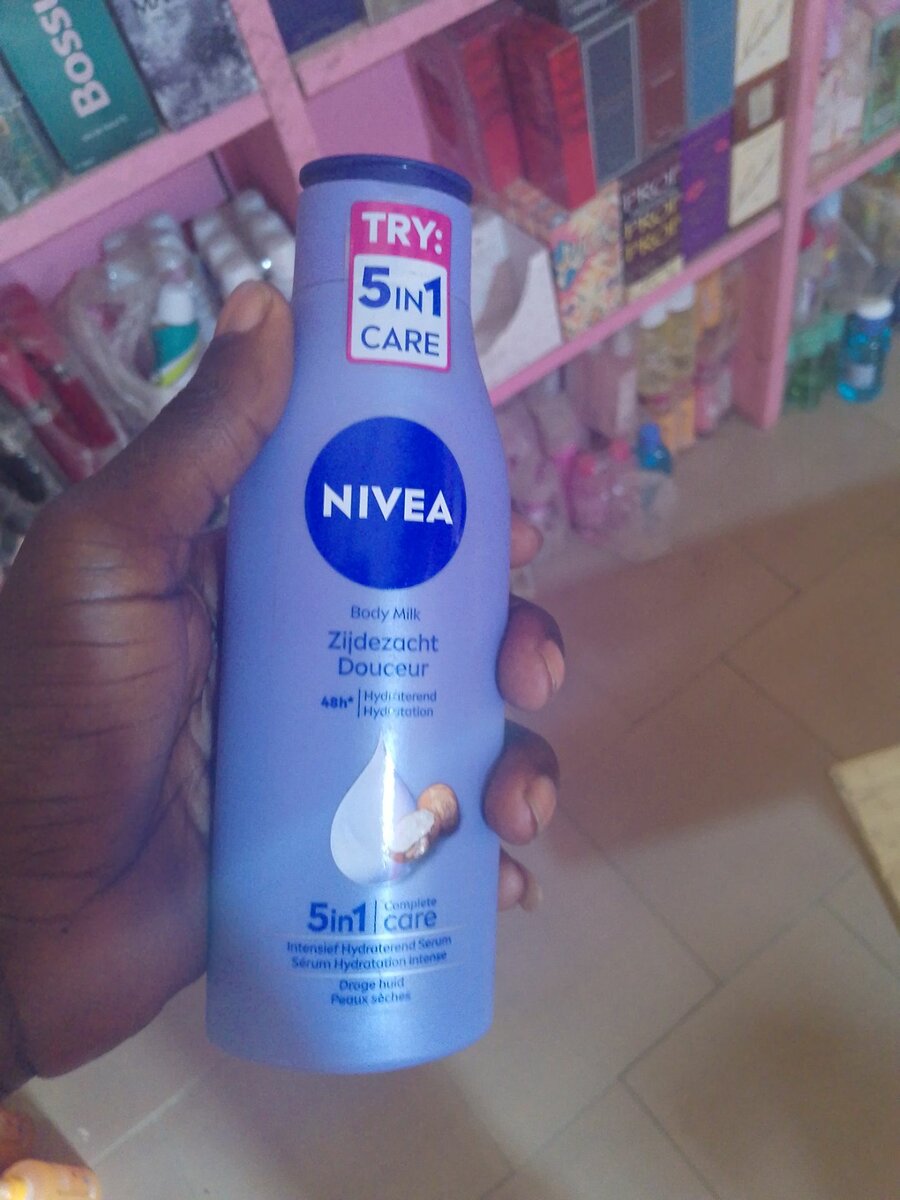 Bossu
TRY:
5IN1
CARE
NIVEA
Body Milk
Zijdezacht
Douceur
48h* Hydraterend
Hydratation
5in1 Complete
care
Intensief Hydraterend Serum
Sérum Hydratation Intense
Droge huid
Peaux sèches